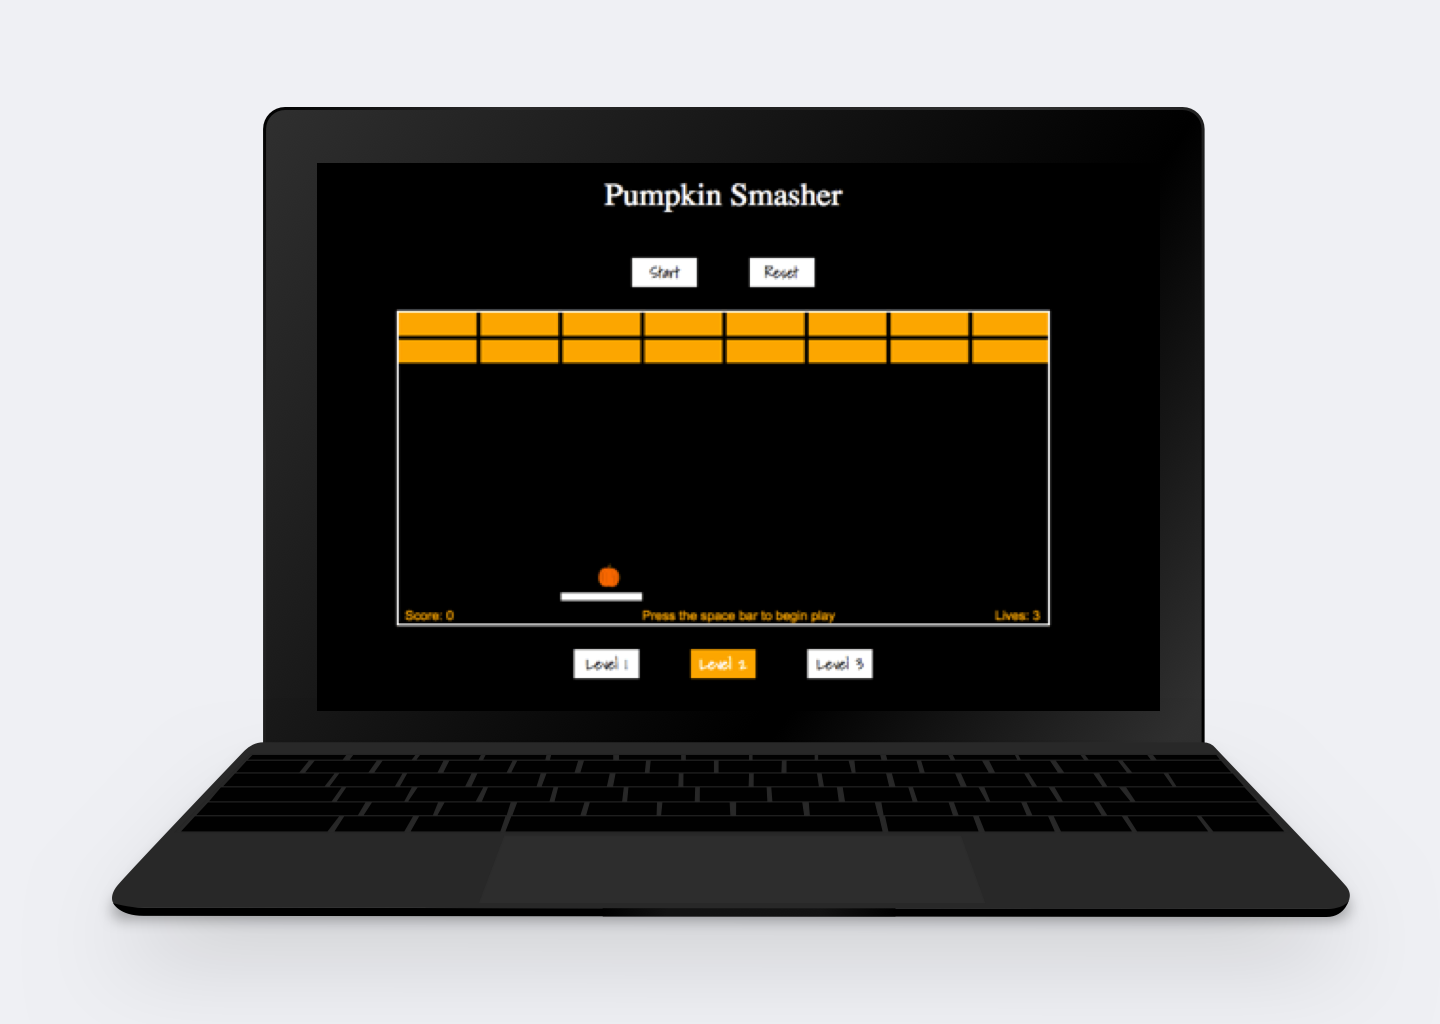 Pumpkin Smasher
Start
Reset
Score: 0
Press the space bar to begin play
Lives: 3
Level 1
Level 2
Level 3